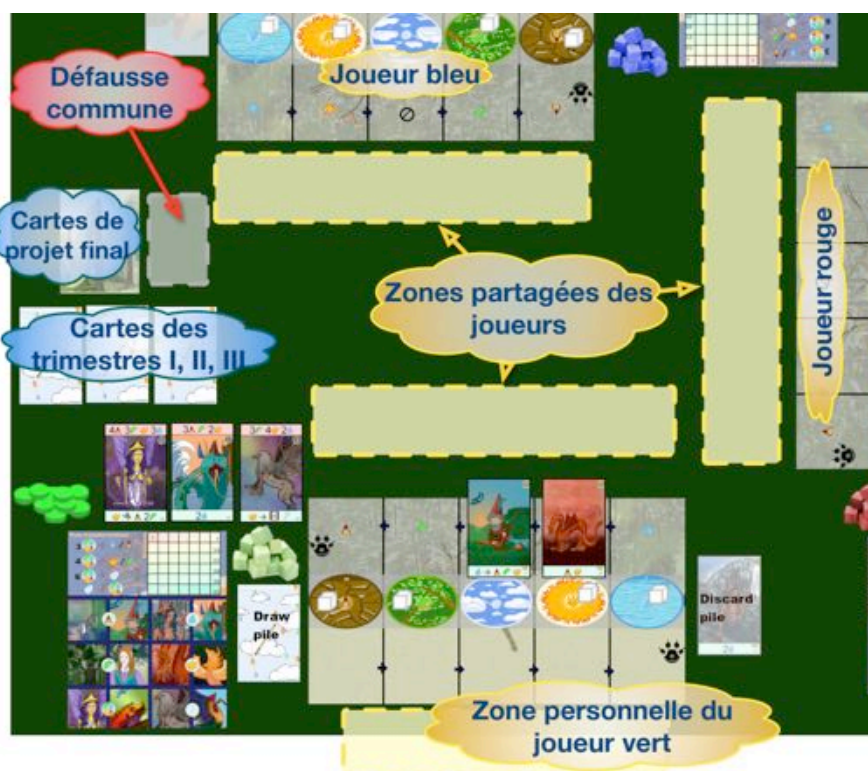 Joueur bleu
Défausse
commune
Cartes de
projet final
Zones partagées des
joueurs
Joueur rouge
Cartes des
trimestres I, II, III
Draw
pile
Discard
pile
Zone personnelle du
joueur vert